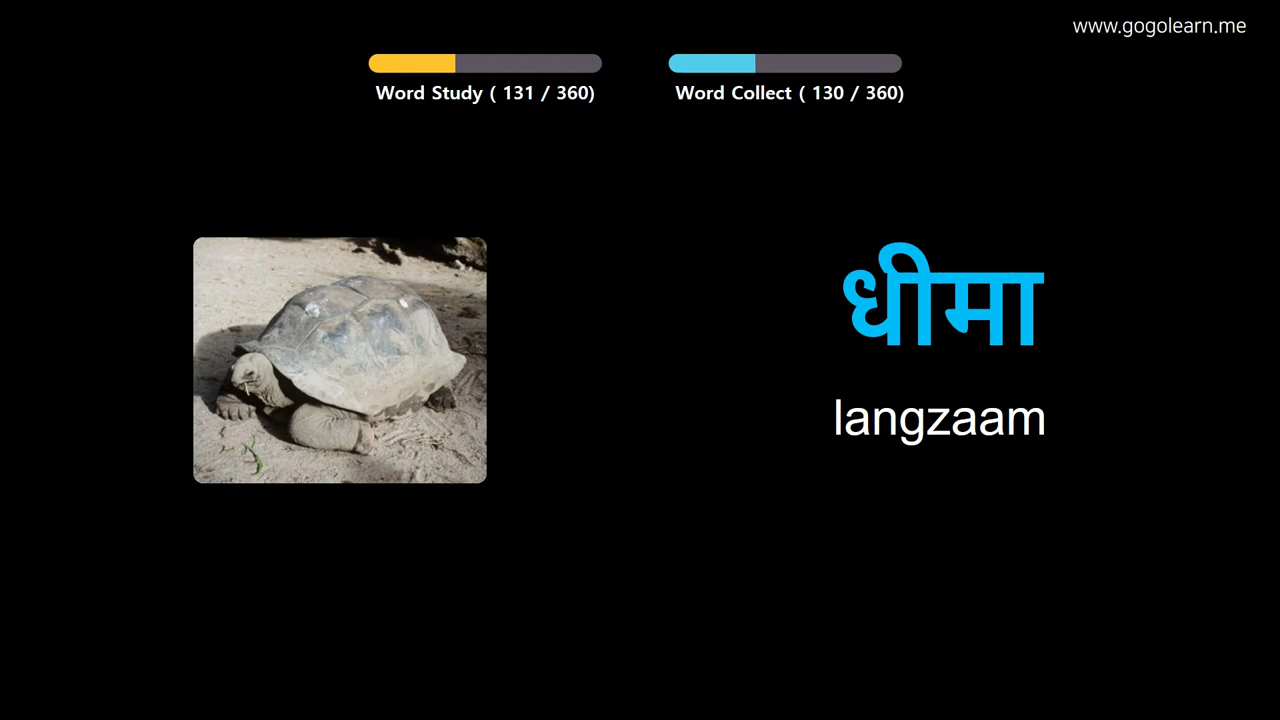 www.gogolearn.me
Word Study ( 131 / 360)
Word Collect ( 130 / 360)
धीमा
langzaam